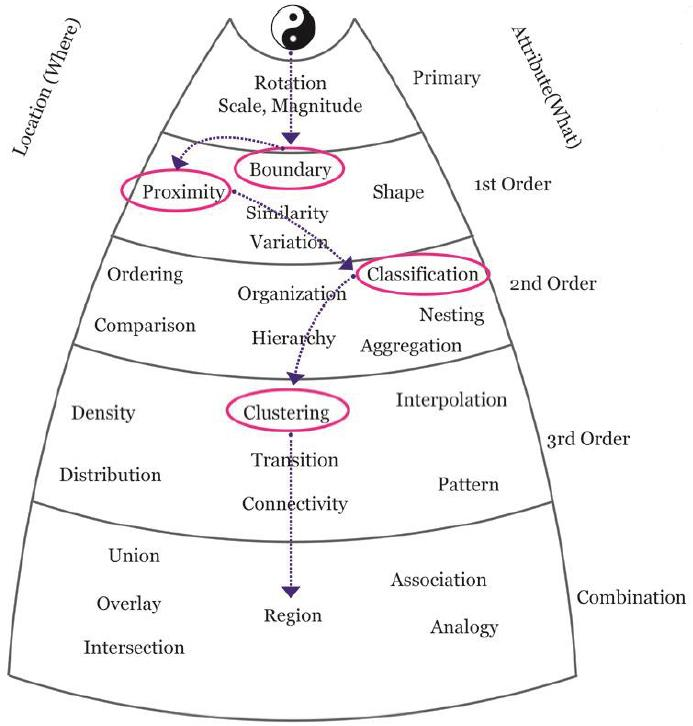 Location (Where)
Attribute(What)
Rotation
Scale, Magnitude
Primary
Boundary
Proximity
Shape
1st Order
Similarity
Variation
Ordering
Classification
2nd Order
Organization
Nesting
Comparison
Hierarchy
Aggregation
Density
Clustering
Interpolation
3rd Order
Transition
Distribution
Pattern
Connectivity
Union
Association
Overlay
Region
Combination
Analogy
Intersection